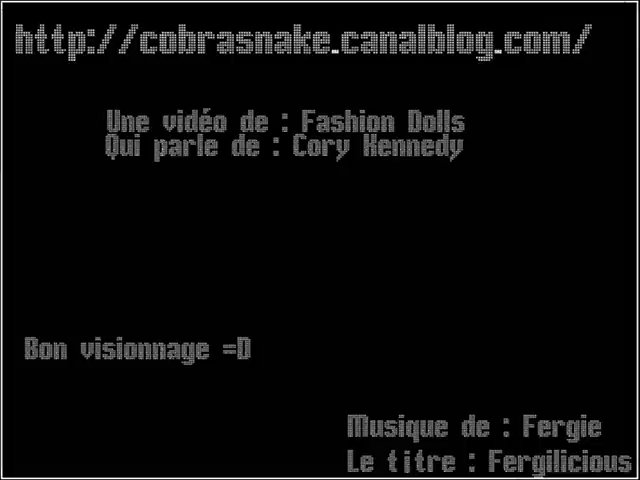 http://cobrasnake.canalblog.com/
Une vidéo de : Fashion Dolls
Qui parle de : Cory Kennedy
Bon visionnage =D
Musique de : Fergie
Le titre : Fergilicious